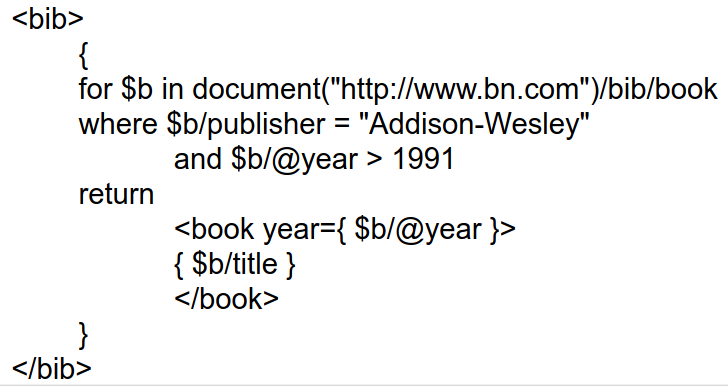 <bib>
{
for $b in document("http://www.bn.com")/bib/book
where $b/publisher = "Addison-Wesley"
and $b/@year > 1991
return
<book year={ $b/@year }>
{ $b/title }
</book>
}
</bib>